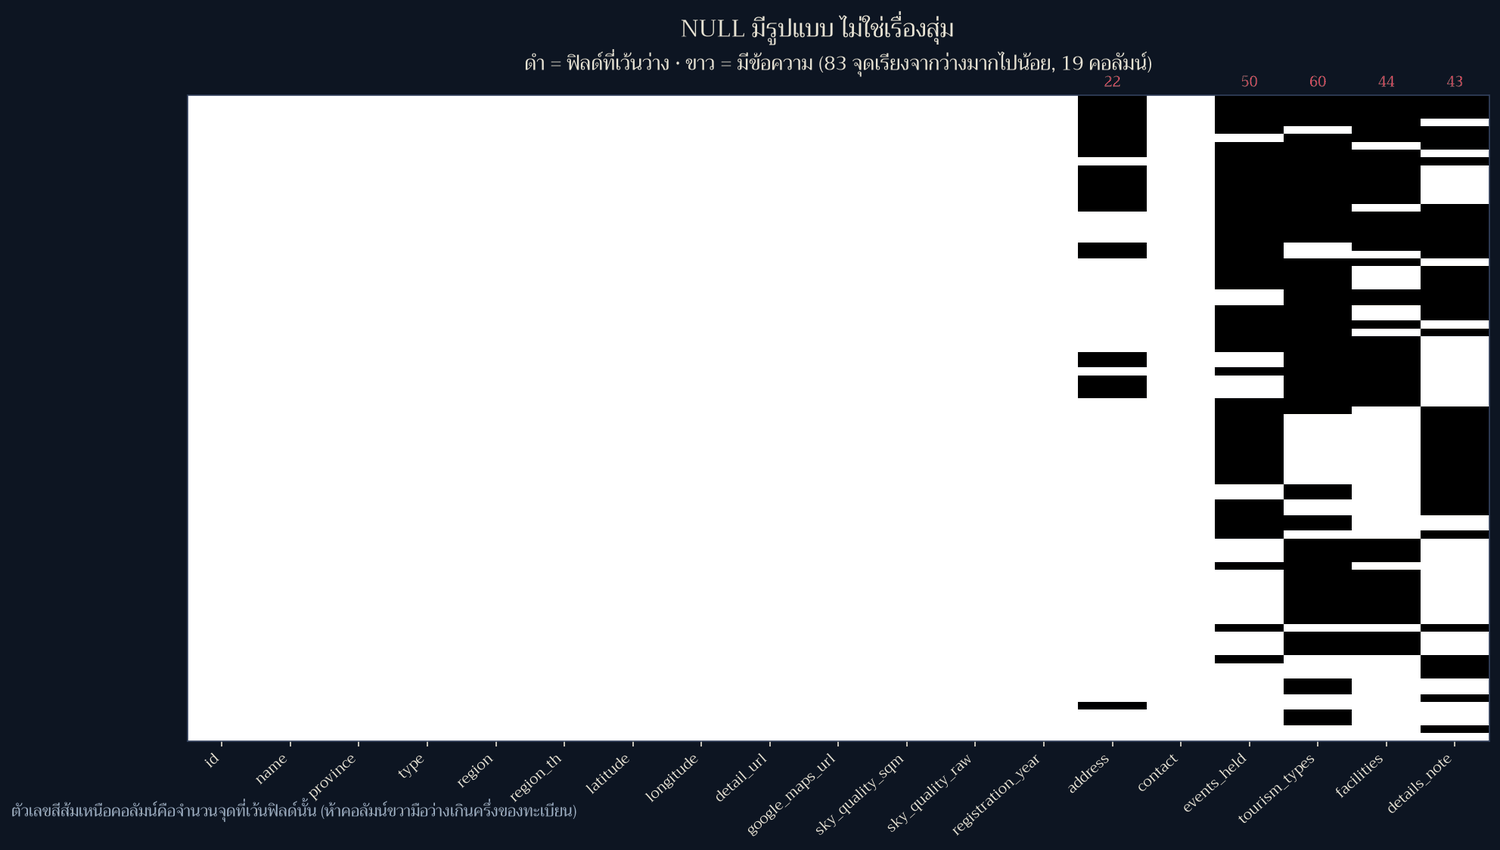 NULL มีรูปแบบ ไม่ใช่เรื่องสุ่ม
ดำ = ฟิลด์ที่เว้นว่าง · ขาว = มีข้อความ (83 จุดเรียงจากว่างมากไปน้อย, 19 คอลัมน์)
22 50 60 44 43
id name province type region region_th latitude longitude detail_url google_maps_url sky_quality_sqm sky_quality_raw registration_year address contact events_held tourism_types facilities details_note
ตัวเลขสีส้มเหนือคอลัมน์คือจำนวนจุดที่เว้นฟิลด์นั้น (ห้าคอลัมน์ขวามือว่างเกินครึ่งของทะเบียน)